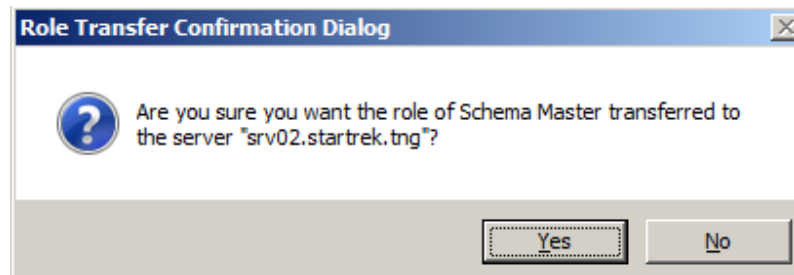 Role Transfer Confirmation Dialog
Are you sure you want the role of Schema Master transferred to
the server "srv02.startrek.tng"?
Yes
No